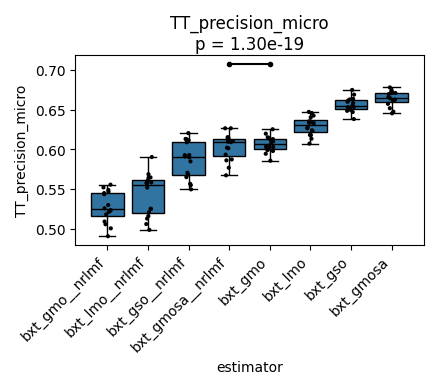 TT_precision_micro
p = 1.30e-19
TT_precision_micro
0.70
0.65
0.60
0.55
0.50
bxt_gmo__nrlmf
bxt_lmo__nrlmf
bxt_gso__nrlmf
bxt_gmosa__nrlmf
bxt_gmo
bxt_lmo
bxt_gso
bxt_gmosa
estimator